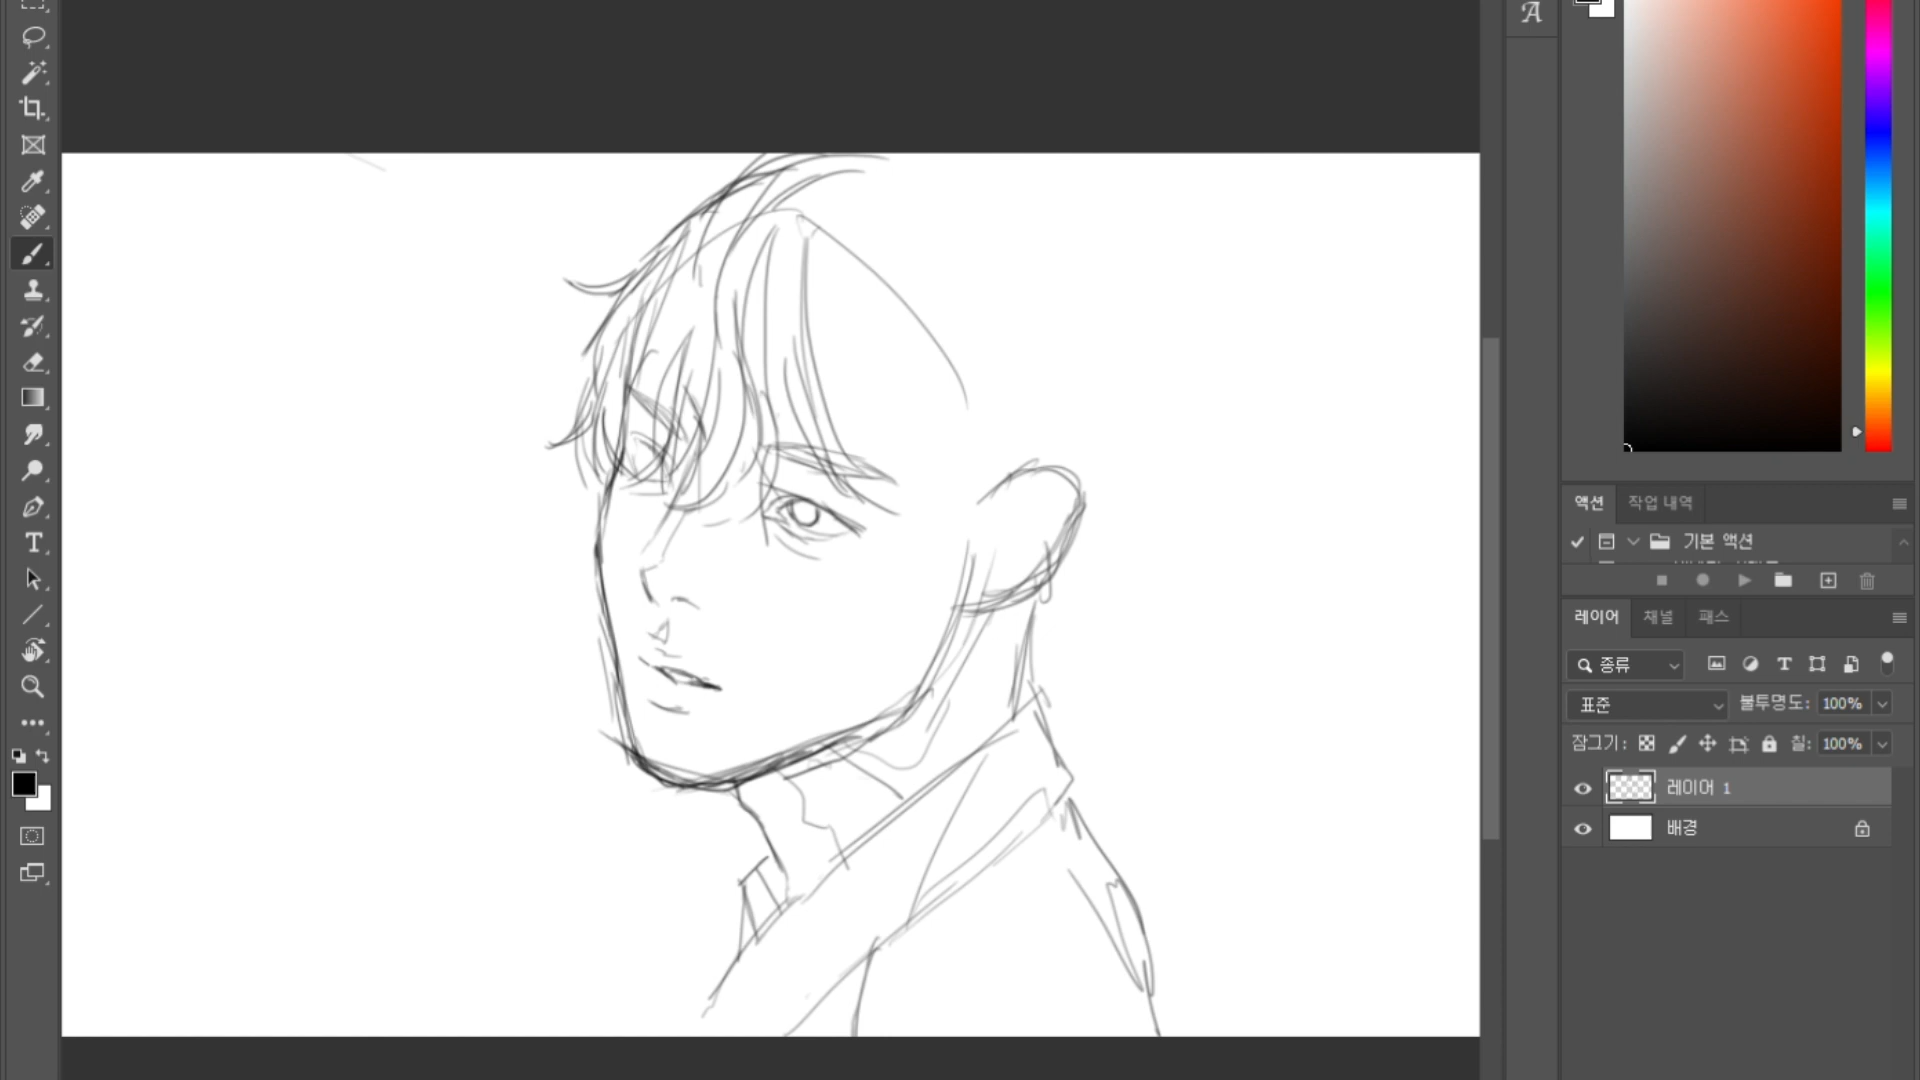 액션 작업 내역
기본 액션
레이어 채널 패스
종류
표준 불투명도: 100%
잠그기: 칠: 100%
레이어 1
배경